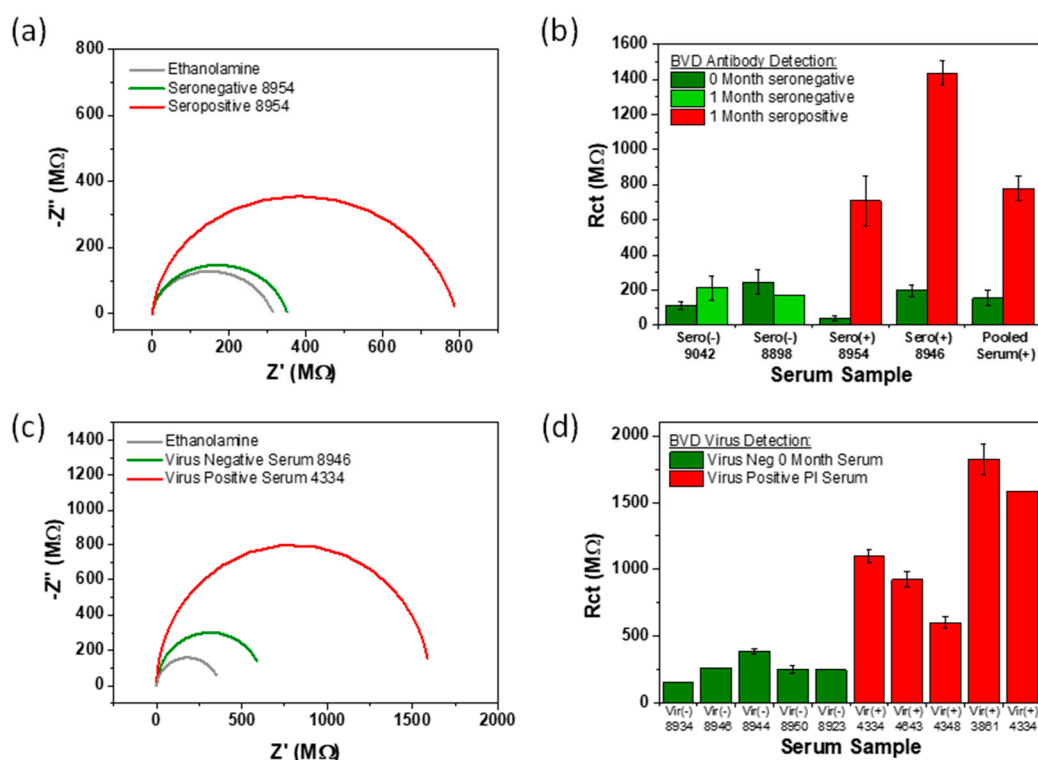 (a)
800
600
400
200
0
-Z" (MΩ)
Ethanolamine
Seronegative 8954
Seropositive 8954
0 200 400 600 800
Z' (MΩ)
(b)
1600
1400
1200
1000
800
600
400
200
0
Rct (MΩ)
BVD Antibody Detection:
0 Month seronegative
1 Month seronegative
1 Month seropositive
Sero(-) Sero(-) Sero(+) Sero(+) Pooled
9042 8898 8954 8946 Serum(+)
Serum Sample
(c)
1400
1200
1000
800
600
400
200
0
-Z" (MΩ)
Ethanolamine
Virus Negative Serum 8946
Virus Positive Serum 4334
0 500 1000 1500 2000
Z' (MΩ)
(d)
2000
1500
1000
500
0
Rct (MΩ)
BVD Virus Detection:
Virus Neg 0 Month Serum
Virus Positive PI Serum
Vir(-) Vir(-) Vir(-) Vir(-) Vir(-) Vir(+) Vir(+) Vir(+) Vir(+) Vir(+)
8934 8946 8944 8950 8923 4334 4643 4348 3861 4334
Serum Sample